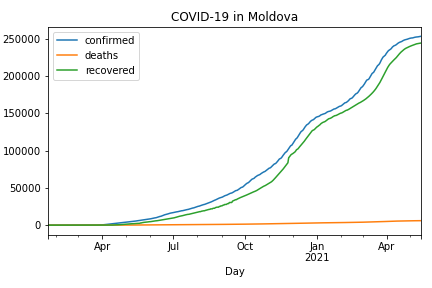 COVID-19 in Moldova
confirmed
deaths
recovered
250000
200000
150000
100000
50000
0
Apr Jul Oct Jan Apr
2021
Day